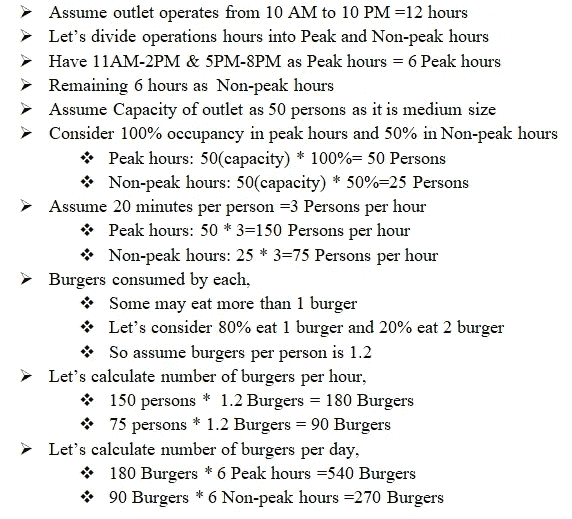 ➢ Assume outlet operates from 10 AM to 10 PM =12 hours
➢ Let's divide operations hours into Peak and Non-peak hours
➢ Have 11AM-2PM & 5PM-8PM as Peak hours = 6 Peak hours
➢ Remaining 6 hours as Non-peak hours
➢ Assume Capacity of outlet as 50 persons as it is medium size
➢ Consider 100% occupancy in peak hours and 50% in Non-peak hours
❖ Peak hours: 50(capacity) * 100%= 50 Persons
❖ Non-peak hours: 50(capacity) * 50%=25 Persons
➢ Assume 20 minutes per person =3 Persons per hour
❖ Peak hours: 50 * 3=150 Persons per hour
❖ Non-peak hours: 25 * 3=75 Persons per hour
➢ Burgers consumed by each,
❖ Some may eat more than 1 burger
❖ Let's consider 80% eat 1 burger and 20% eat 2 burger
❖ So assume burgers per person is 1.2
➢ Let's calculate number of burgers per hour,
❖ 150 persons * 1.2 Burgers = 180 Burgers
❖ 75 persons * 1.2 Burgers = 90 Burgers
➢ Let's calculate number of burgers per day,
❖ 180 Burgers * 6 Peak hours =540 Burgers
❖ 90 Burgers * 6 Non-peak hours =270 Burgers